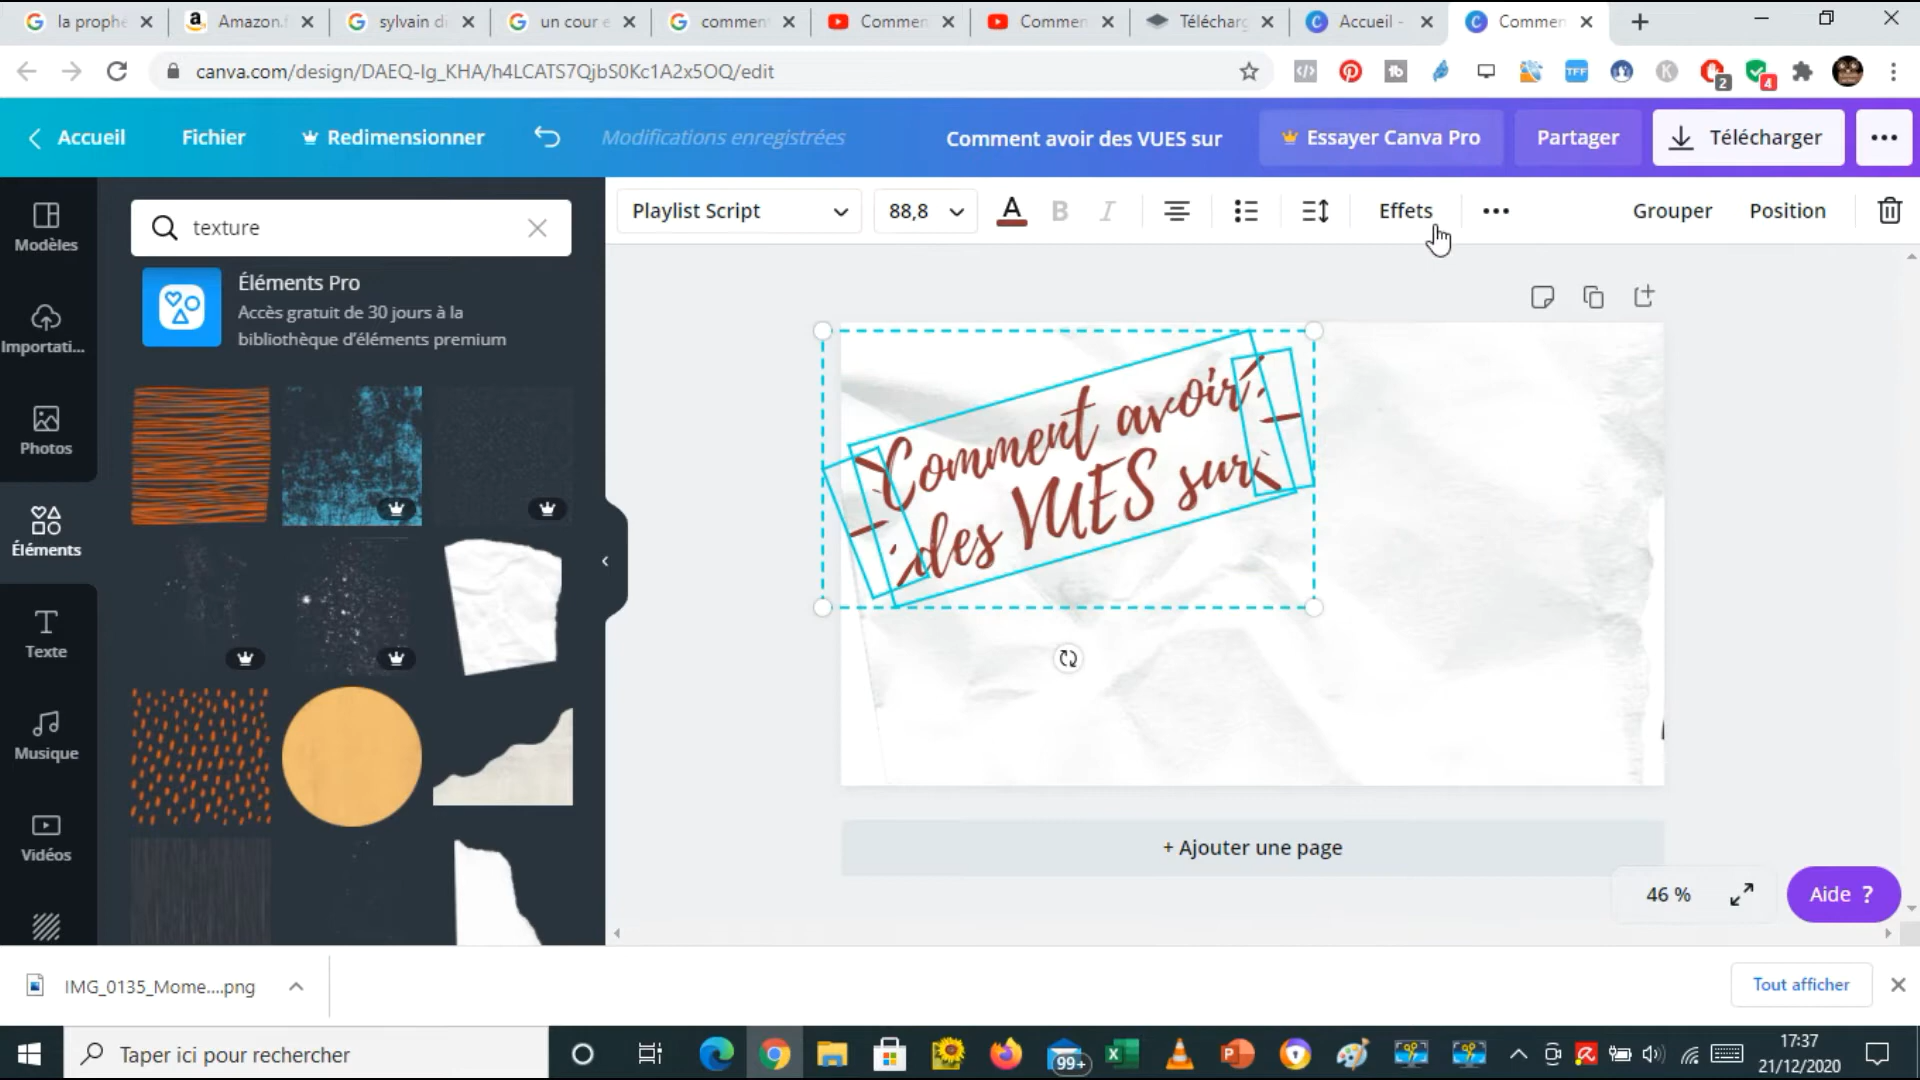 la prophe
Amazon.f
sylvain d
un cour e
commen
Commen
Commen
Télécharg
Accueil -
Commen
canva.com/design/DAEQ-Ig_KHA/h4LCATS7QjbS0Kc1A2x5OQ/edit
2
4
Accueil
Fichier
Redimensionner
Modifications enregistrées
Comment avoir des VUES sur
Essayer Canva Pro
Partager
Télécharger
Modèles
Importati...
Photos
Éléments
Texte
Musique
Vidéos
texture
Éléments Pro
Accès gratuit de 30 jours à la
bibliothèque d'éléments premium
Playlist Script
88,8
A
B
I
Effets
Grouper
Position
Comment avoir
des VUES sur
+ Ajouter une page
46 %
Aide ?
IMG_0135_Mome....png
Tout afficher
Taper ici pour rechercher
99+
17:37
21/12/2020